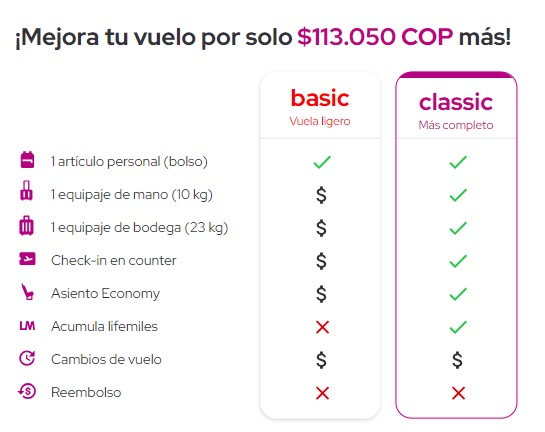 ¡Mejora tu vuelo por solo $113.050 COP más!
basic
Vuela ligero
classic
Más completo
1 artículo personal (bolso)
1 equipaje de mano (10 kg) $
1 equipaje de bodega (23 kg) $
Check-in en counter $
Asiento Economy $
LM Acumula lifemiles
Cambios de vuelo $ $
$ Reembolso